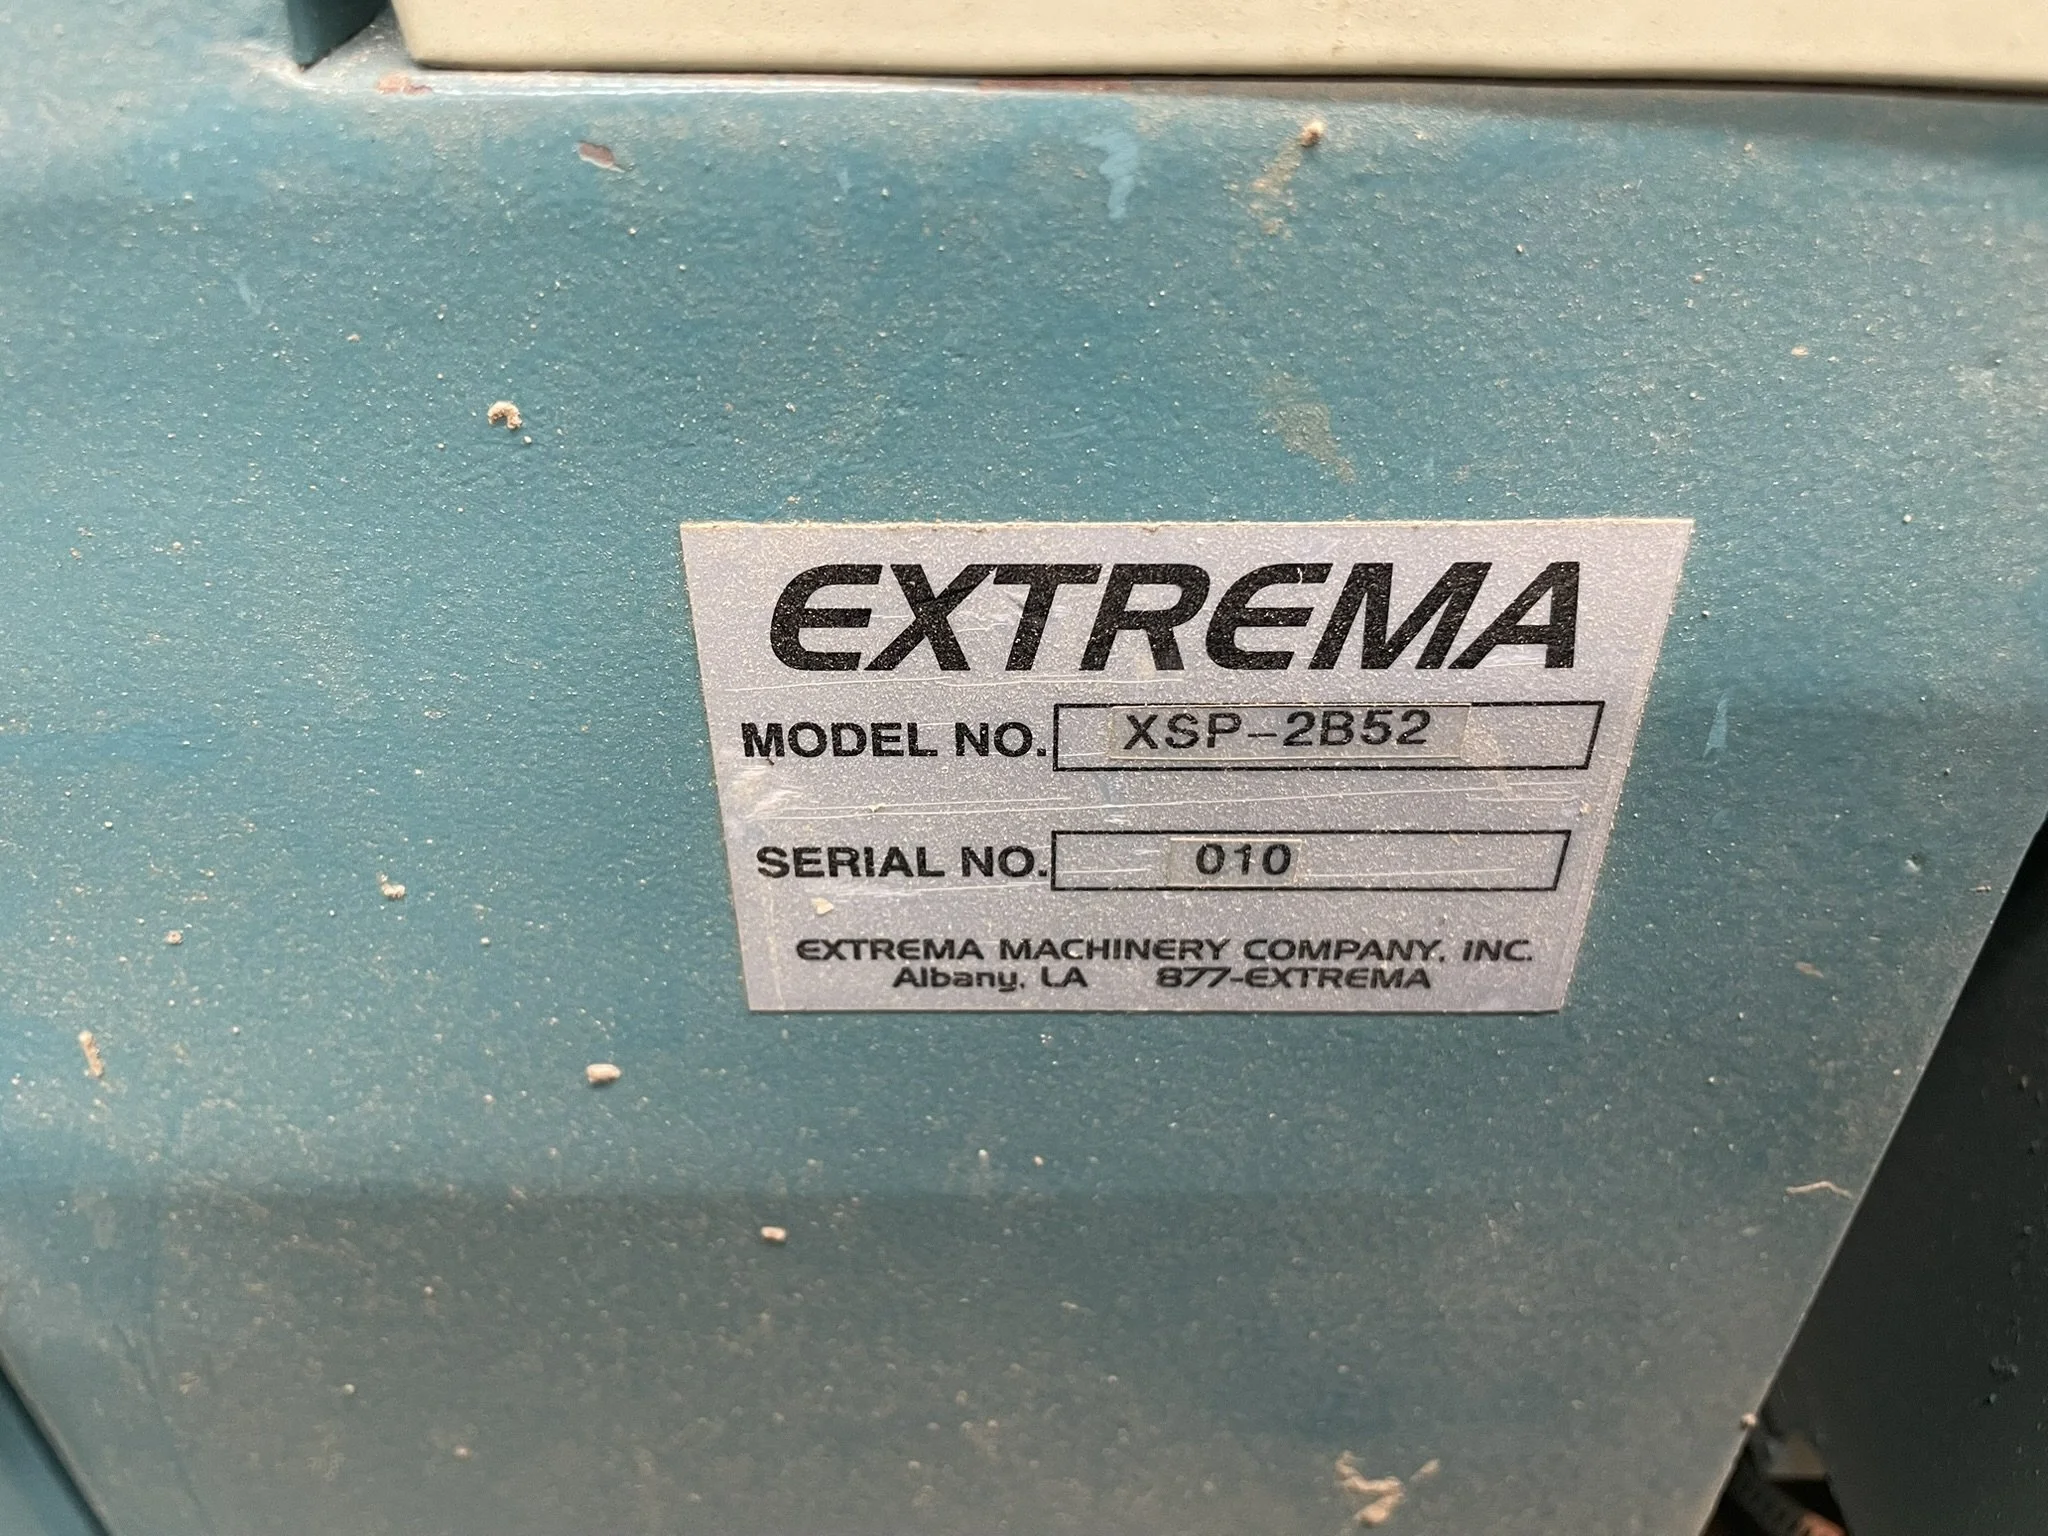 EXTREMA
MODEL NO. XSP-2B52
SERIAL NO. 010
EXTREMA MACHINERY COMPANY, INC.
Albany, LA 877-EXTREMA